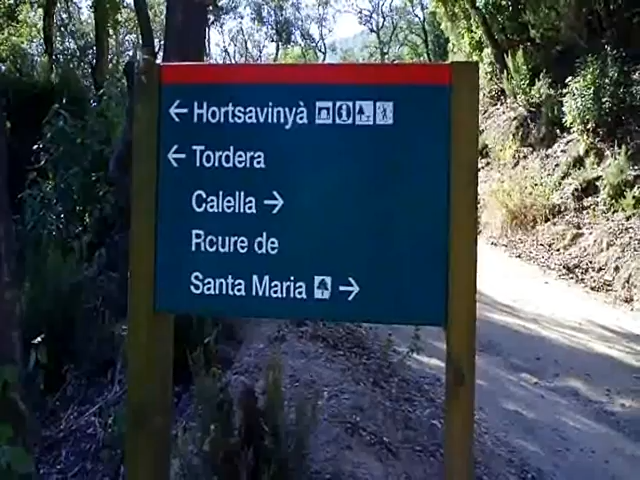 ← Hortsavinyà
← Tordera
Calella →
Rcure de
Santa Maria →